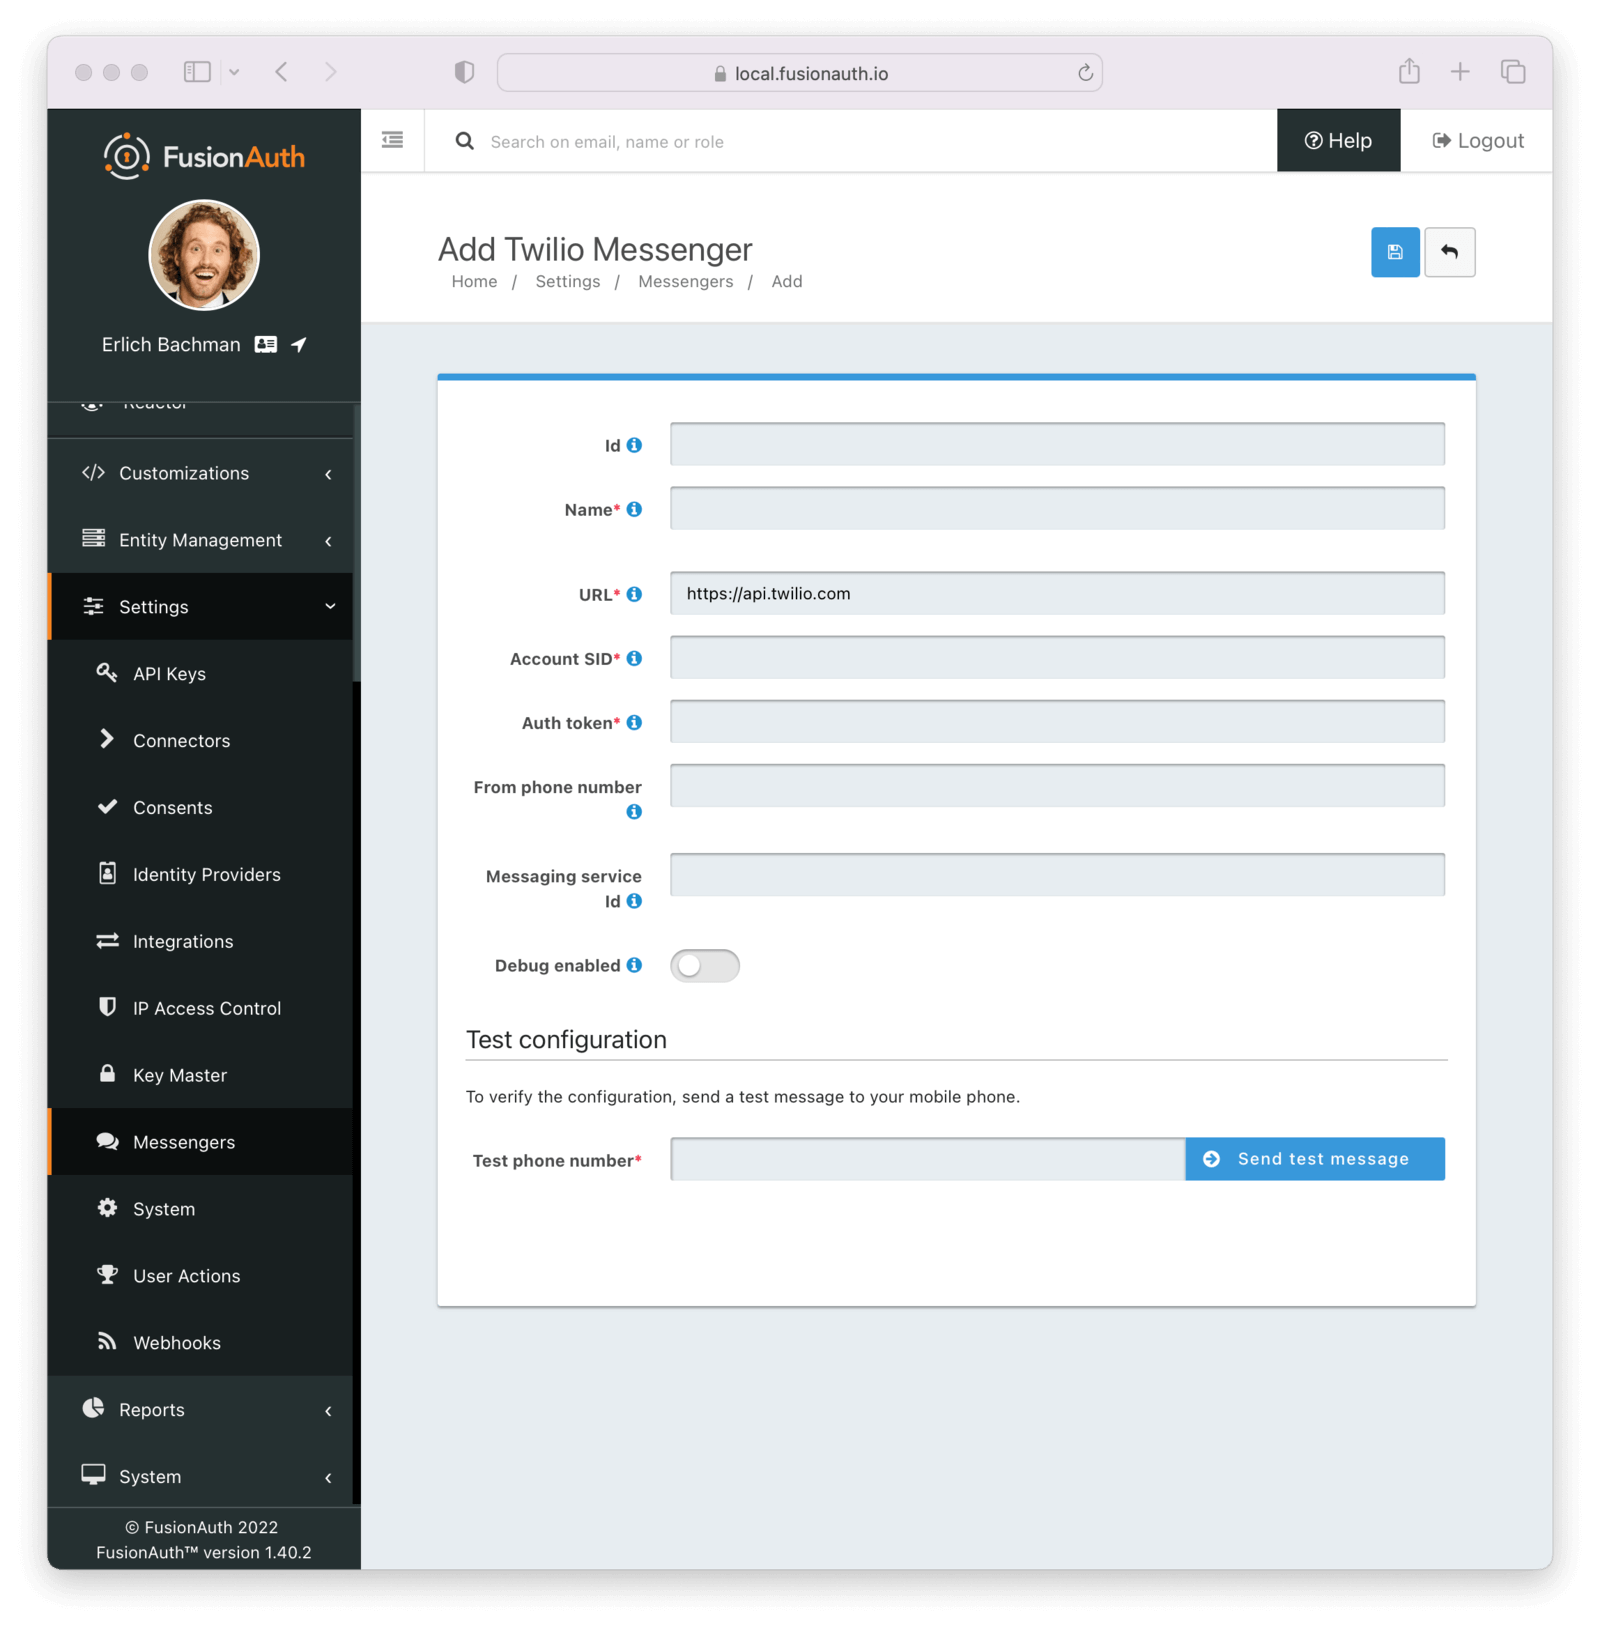 local.fusionauth.io
FusionAuth
Search on email, name or role
Help
Logout
Erlich Bachman
Reactor
Customizations
Entity Management
Settings
API Keys
Connectors
Consents
Identity Providers
Integrations
IP Access Control
Key Master
Messengers
System
User Actions
Webhooks
Reports
System
© FusionAuth 2022
FusionAuth™ version 1.40.2
Add Twilio Messenger
Home / Settings / Messengers / Add
Id
Name*
URL* https://api.twilio.com
Account SID*
Auth token*
From phone number
Messaging service
Id
Debug enabled
Test configuration
To verify the configuration, send a test message to your mobile phone.
Test phone number* Send test message